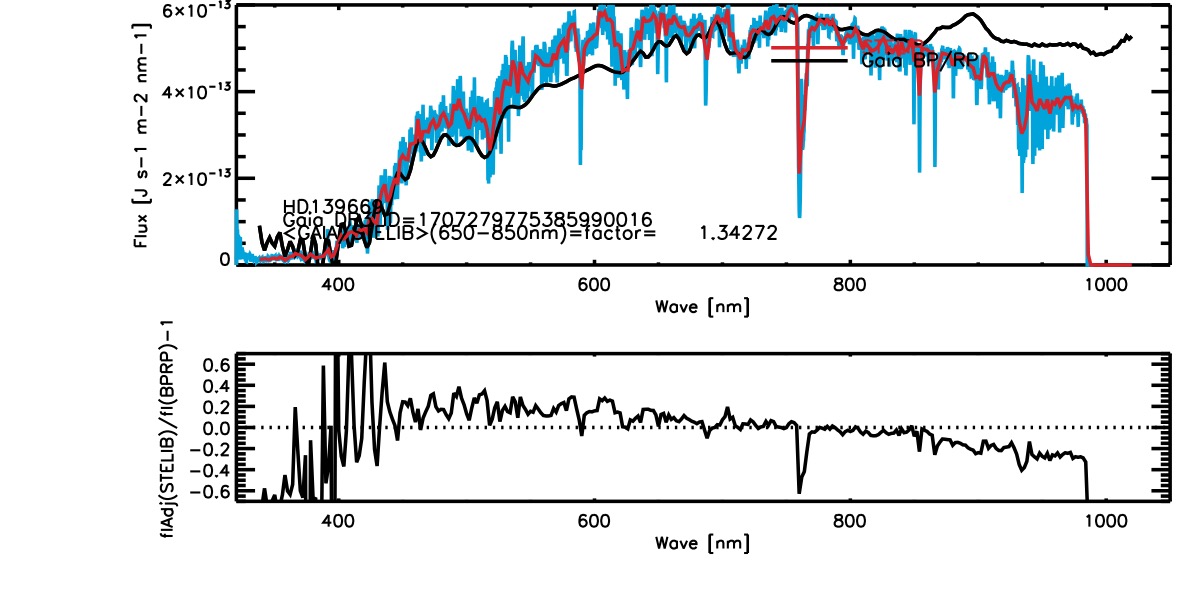 6×10−13
4×10−13
2×10−13
0
Flux [J s−1 m−2 nm−1]
Gaia BP/RP
HD139669
Gaia DR3 ID=1707279775385990016
<GAIA/STELIB>(650−850nm)=factor= 1.34272
400 600 800 1000
Wave [nm]
0.6
0.4
0.2
0.0
−0.2
−0.4
−0.6
flAdj(STELIB)/fl(BPRP)−1
400 600 800 1000
Wave [nm]